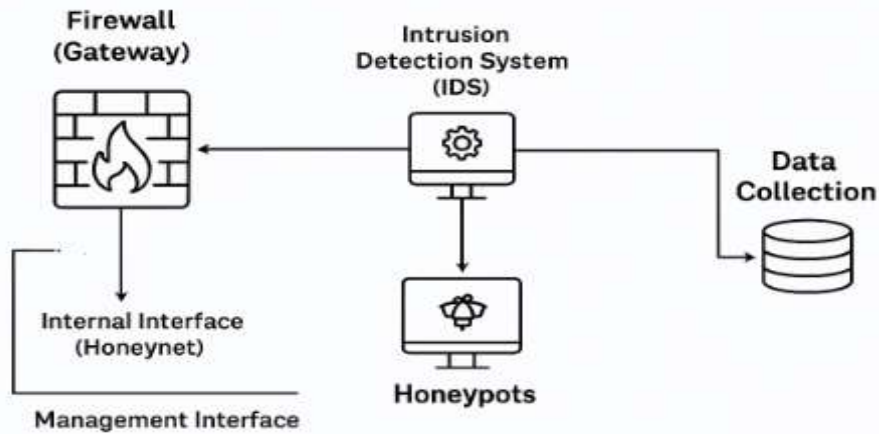 Firewall
(Gateway)
Intrusion
Detection System
(IDS)
Data
Collection
Internal Interface
(Honeynet)
Honeypots
Management Interface